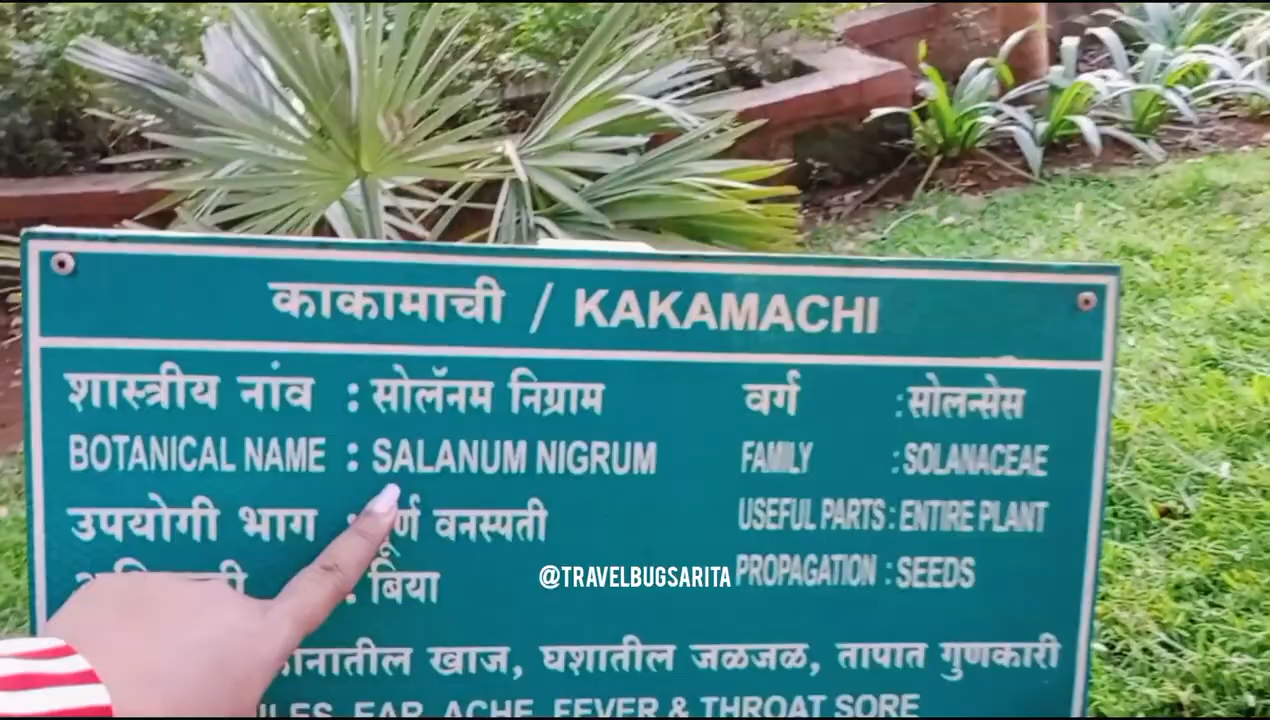 काकामाची / KAKAMACHI
शास्त्रीय नांव : सोलॅनम निग्राम
वर्ग : सोलन्सेस
BOTANICAL NAME : SALANUM NIGRUM
FAMILY : SOLANACEAE
उपयोगी भाग : वनस्पती
USEFUL PARTS : ENTIRE PLANT
: बिया
@TRAVELBUGSARITA
PROPAGATION : SEEDS
खाज, घशातील जळजळ, तापात गुणकारी
EAR ACHE, FEVER & THROAT SORE